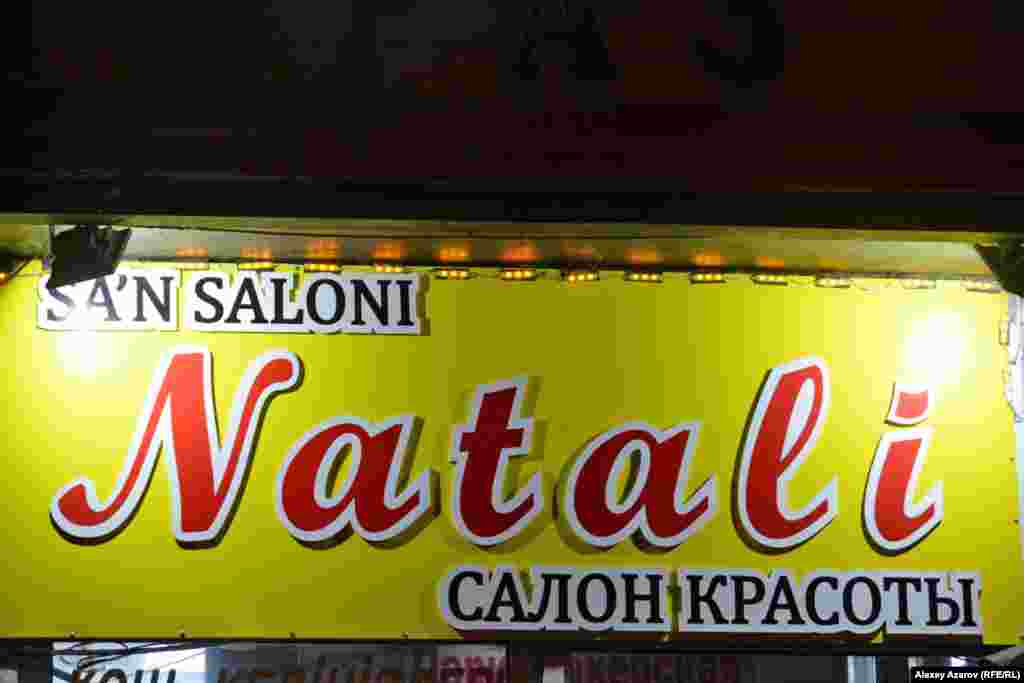 SA’N SALONI
Natali
САЛОН КРАСОТЫ
Alexey Azarov (RFE/RL)